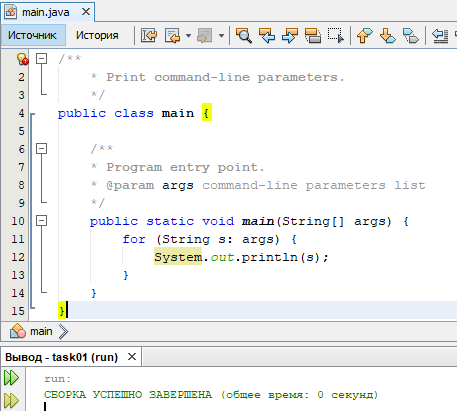 main.java
Источник История
/**
2 * Print command-line parameters.
3 */
4 public class main {
5
6 /**
7 * Program entry point.
8 * @param args command-line parameters list
9 */
10 public static void main(String[] args) {
11 for (String s: args) {
12 System.out.println(s);
13 }
14 }
15 }
main
Вывод - task01 (run)
run:
СБОРКА УСПЕШНО ЗАВЕРШЕНА (общее время: 0 секунд)